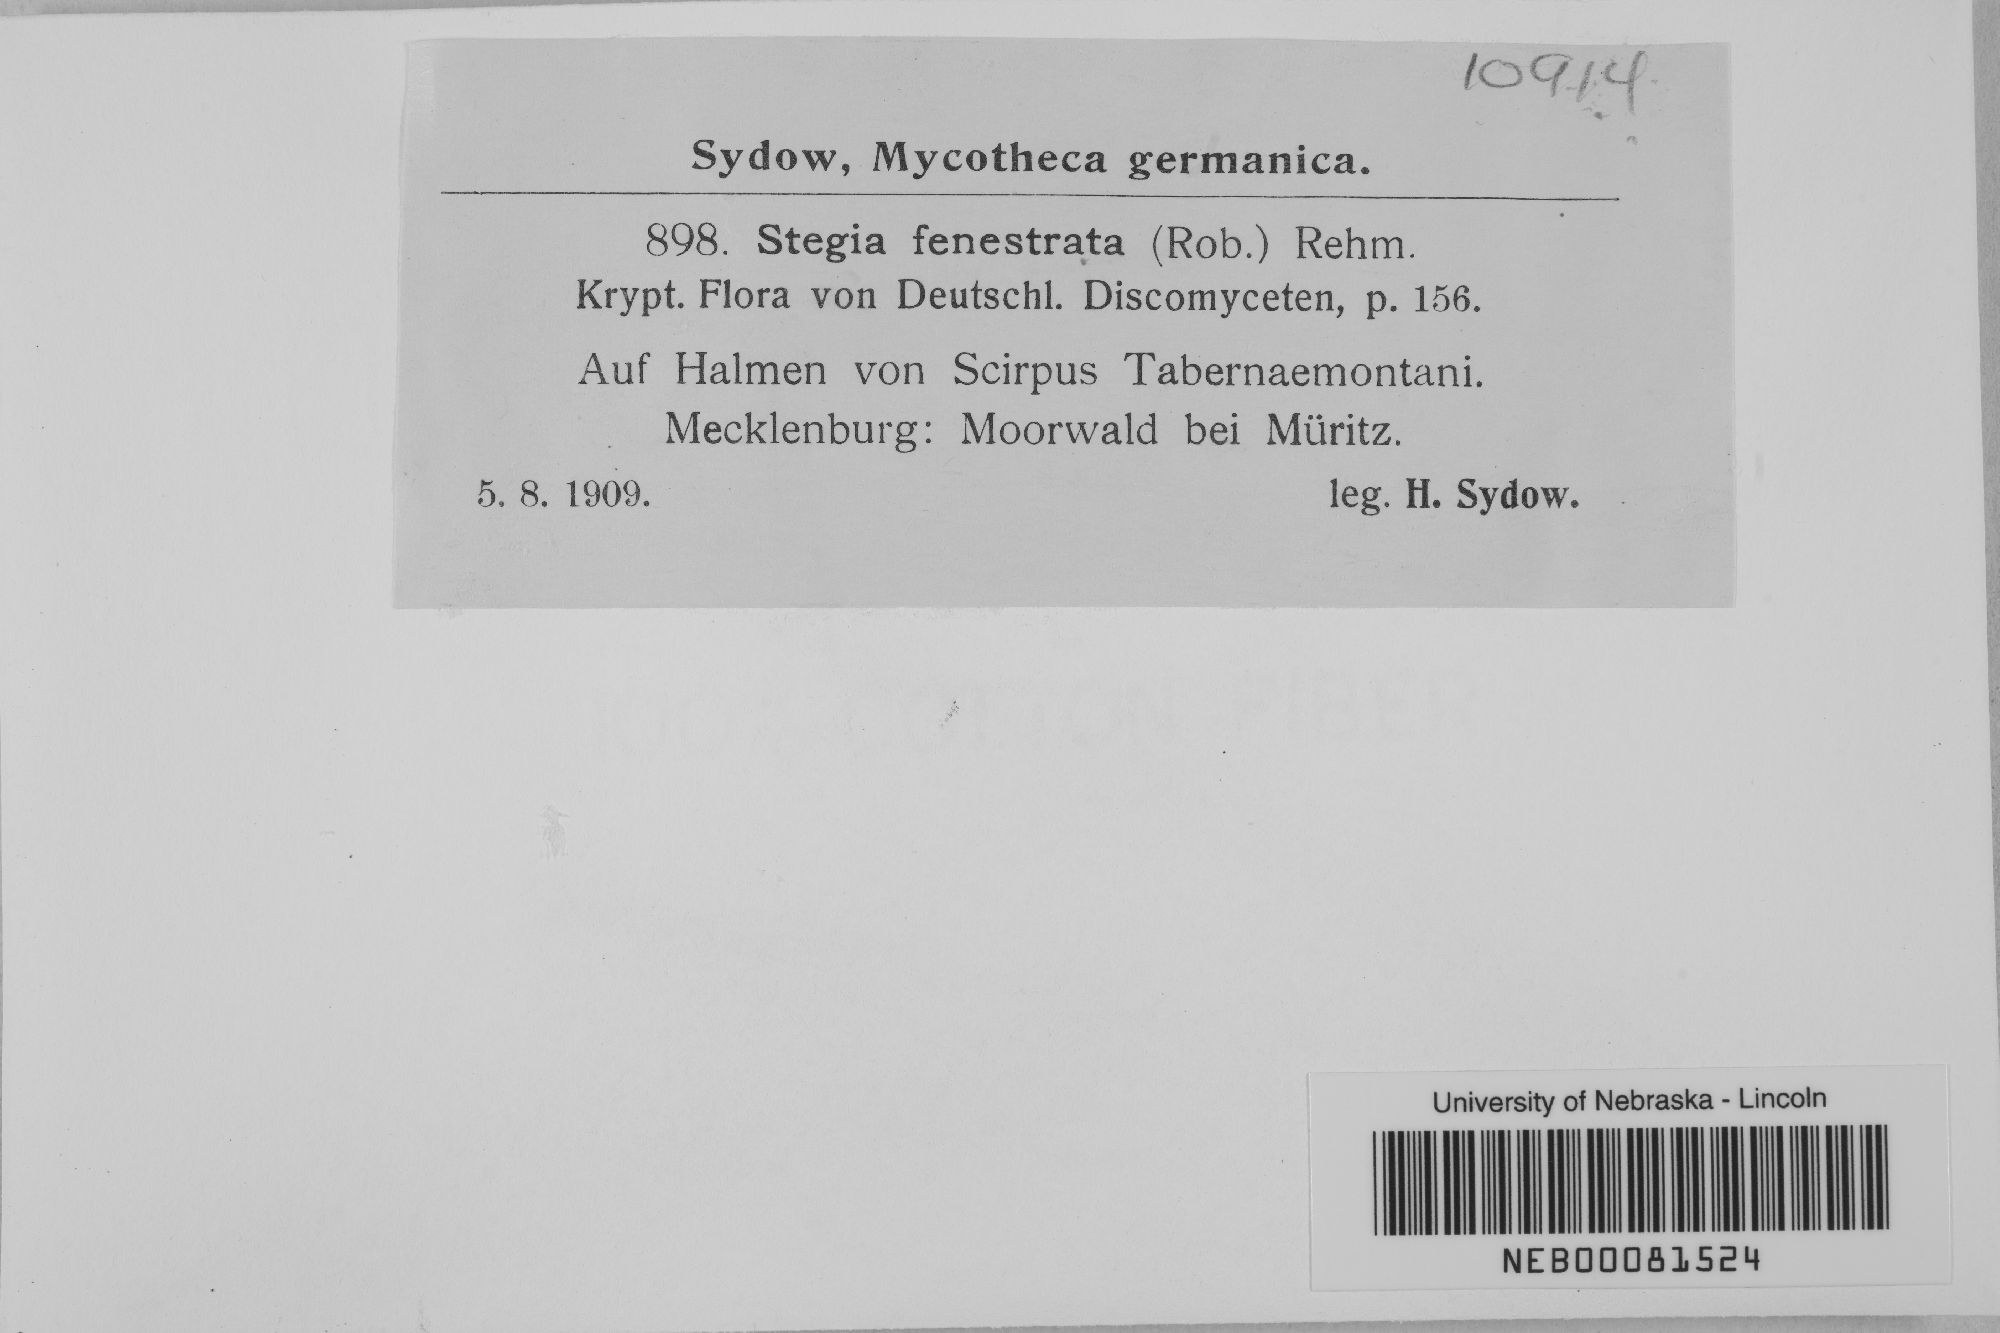 10914
Sydow, Mycotheca germanica.
898. Stegia fenestrata (Rob.) Rehm.
Krypt. Flora von Deutschl. Discomyceten, p. 156.
Auf Halmen von Scirpus Tabernaemontani.
Mecklenburg: Moorwald bei Müritz.
5. 8. 1909. leg. H. Sydow.
University of Nebraska - Lincoln
NEB00081524